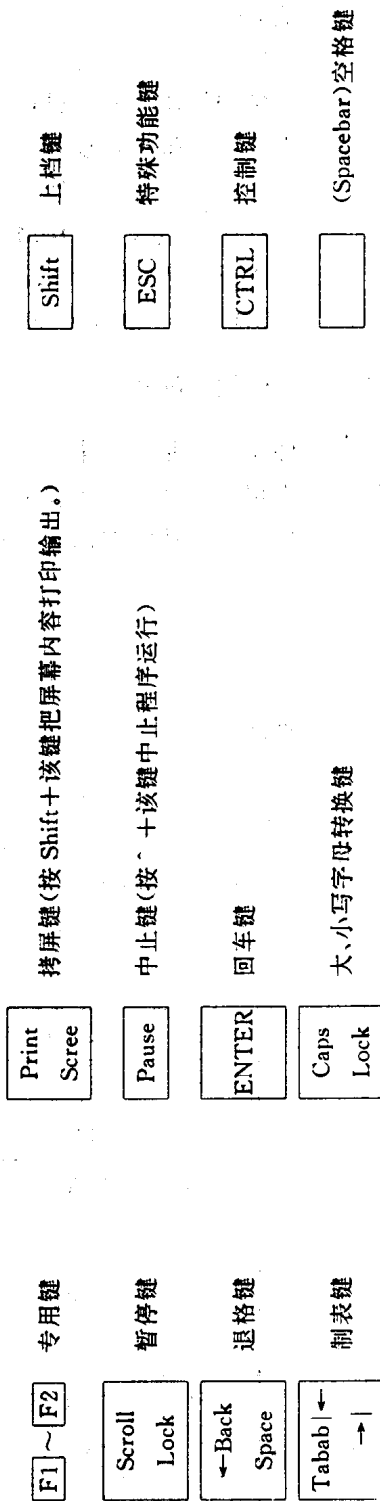 F1 ～ F2 专用键 Print Scree 拷屏键(按 Shift＋该键把屏幕内容打印输出。) Shift 上档键
Scroll Lock 暂停键 Pause 中止键(按＾＋该键中止程序运行) ESC 特殊功能键
←Back Space 退格键 ENTER 回车键 CTRL 控制键
Tabab|← →| 制表键 Caps Lock 大、小写字母转换键 (Spacebar)空格键